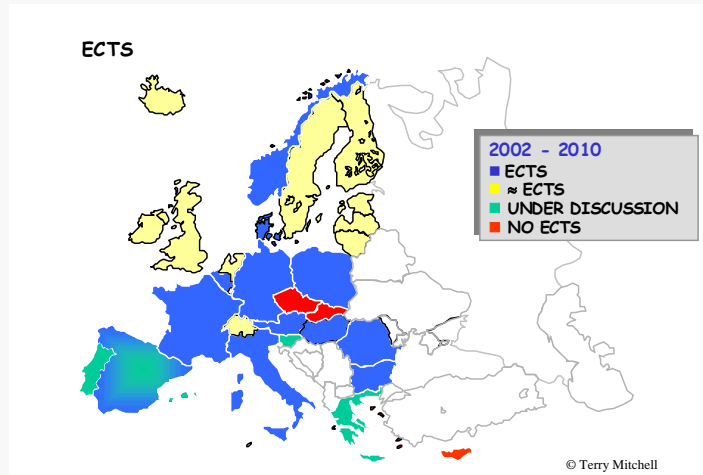 ECTS
2002 - 2010
ECTS
≈ ECTS
UNDER DISCUSSION
NO ECTS
© Terry Mitchell